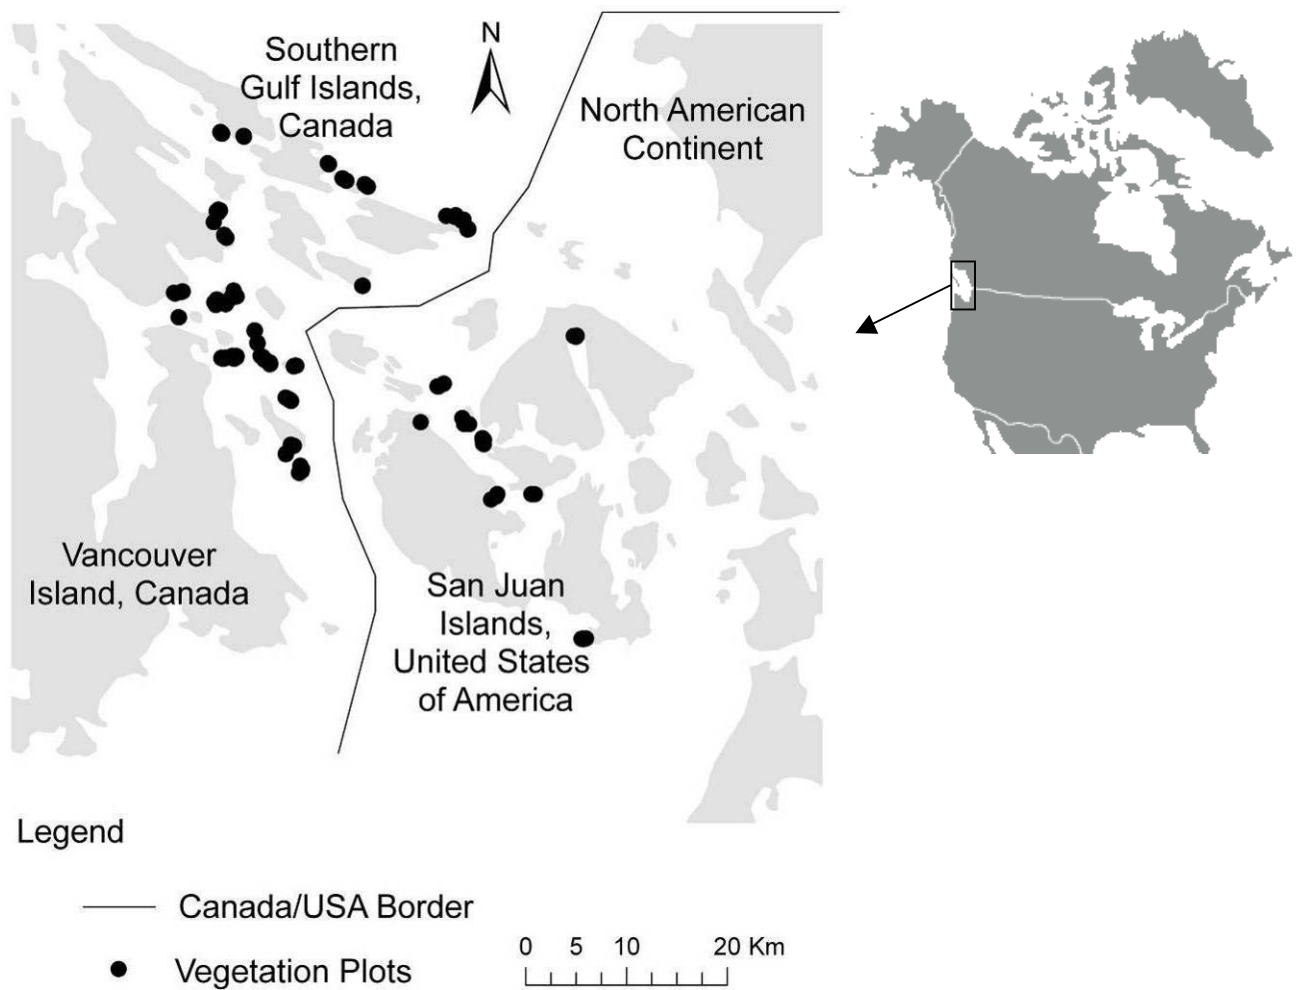 Southern
Gulf Islands,
Canada
N
North American
Continent
Vancouver
Island, Canada
San Juan
Islands,
United States
of America
Legend
Canada/USA Border
Vegetation Plots
0 5 10 20 Km